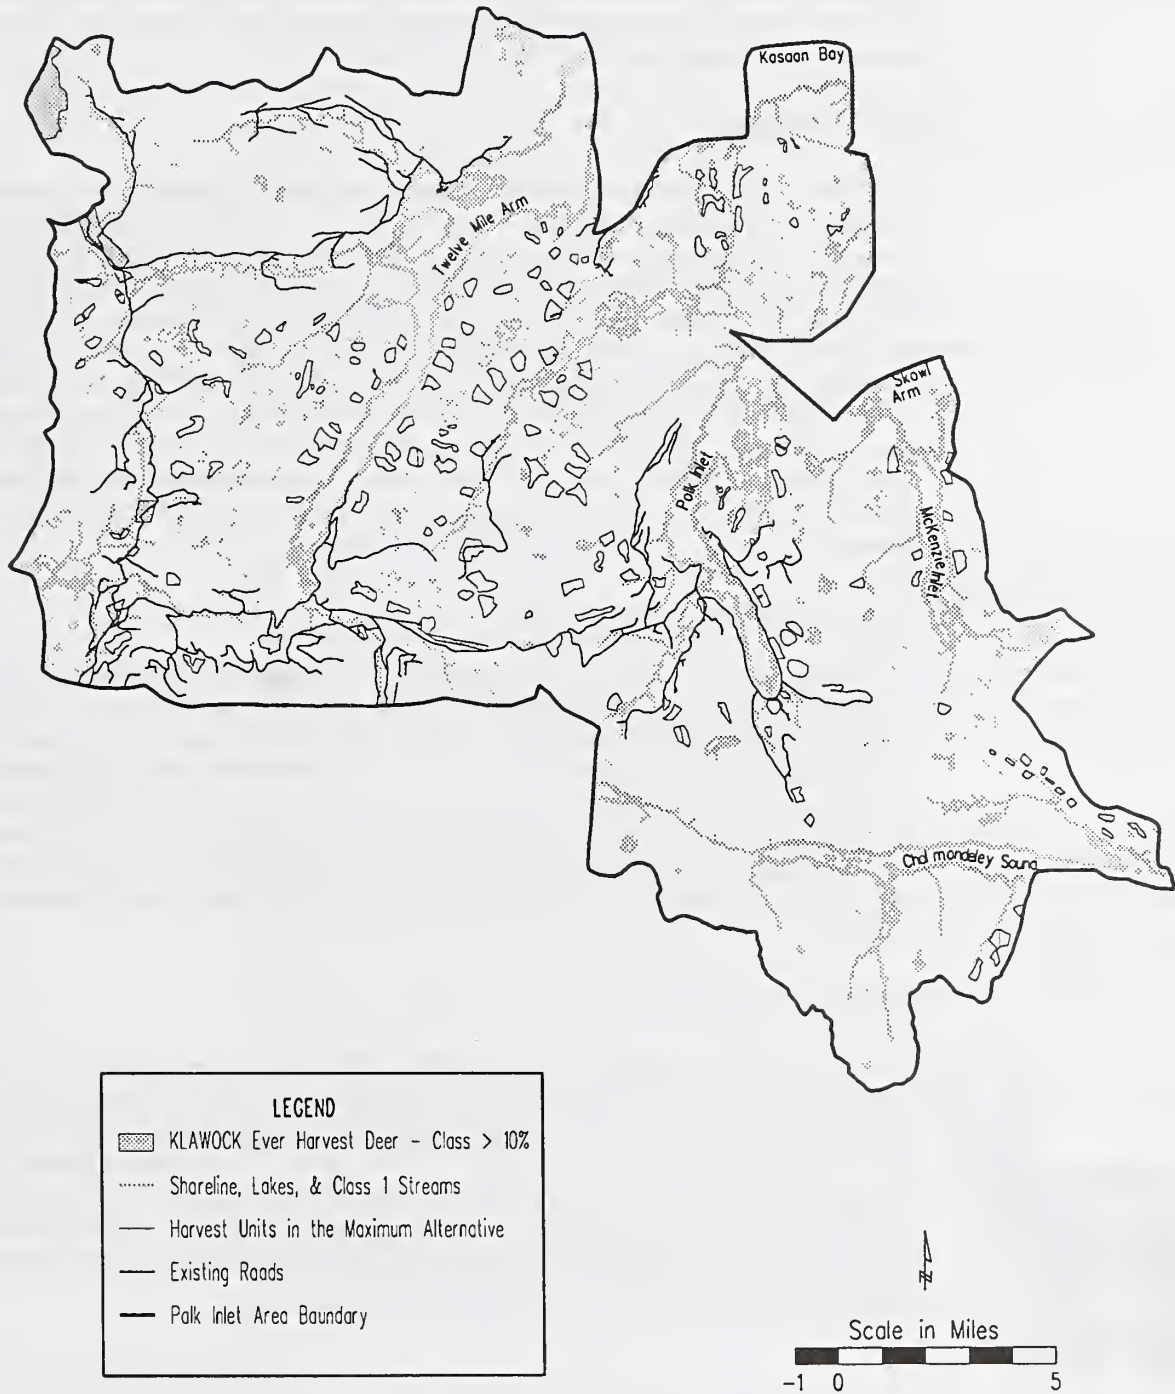 Kasaan Bay
Twelve Mile Arm
Skowl
Arm
Polk Inlet
McKenzie Inlet
Cholmondeley Sound
LEGEND
KLAWOCK Ever Harvest Deer - Class > 10%
Shoreline, Lakes, & Class 1 Streams
Harvest Units in the Maximum Alternative
Existing Roads
Polk Inlet Area Boundary
N
Scale in Miles
-1 0 5